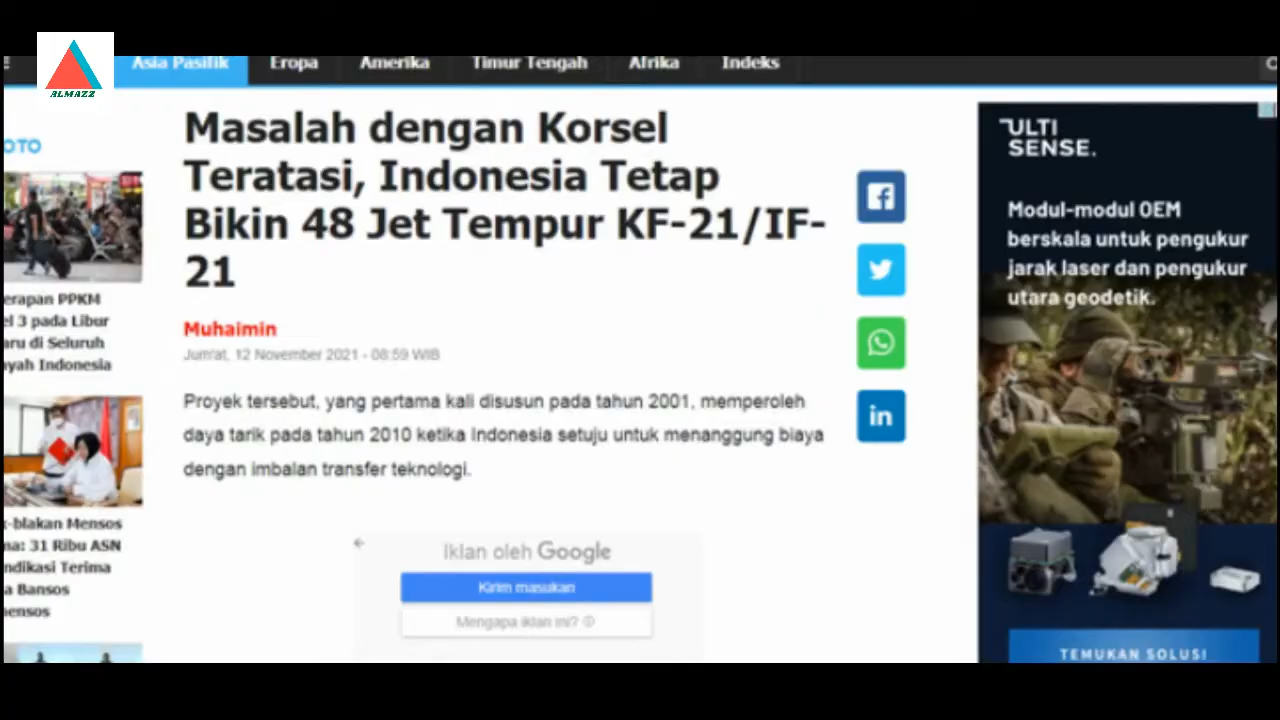 ALMAZZ
Asia Pasifik
Eropa
Amerika
Timur Tengah
Afrika
Indeks
OTO
erapan PPKM
el 3 pada Libur
aru di Seluruh
yah Indonesia
k-blakan Mensos
ma: 31 Ribu ASN
ndikasi Terima
a Bansos
ensos
Masalah dengan Korsel
Teratasi, Indonesia Tetap
Bikin 48 Jet Tempur KF-21/IF-
21
Muhaimin
Jum'at, 12 November 2021 - 08:59 WIB
Proyek tersebut, yang pertama kali disusun pada tahun 2001, memperoleh
daya tarik pada tahun 2010 ketika Indonesia setuju untuk menanggung biaya
dengan imbalan transfer teknologi.
Iklan oleh Google
Kirim masukan
Mengapa iklan ini?
ULTI
SENSE.
Modul-modul OEM
berskala untuk pengukur
jarak laser dan pengukur
utara geodetik.
TEMUKAN SOLUSI